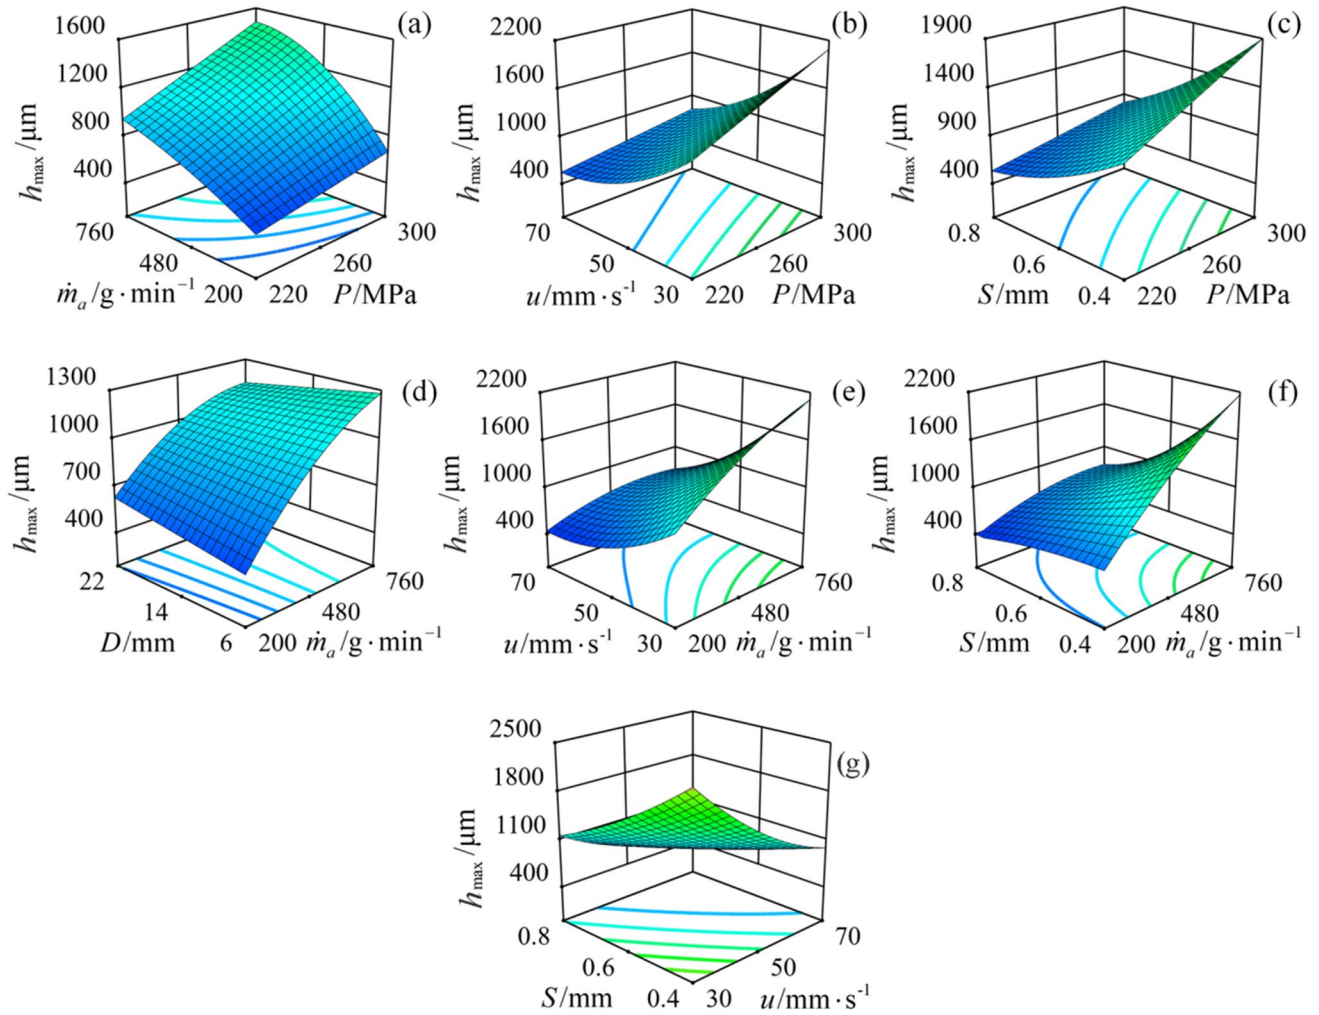 (a)
1600
1200
800
400
h_max/μm
760
480
200
ṁ_a/g·min⁻¹
220
260
300
P/MPa
(b)
2200
1600
1000
400
h_max/μm
70
50
30
u/mm·s⁻¹
220
260
300
P/MPa
(c)
1900
1400
900
400
h_max/μm
0.8
0.6
0.4
S/mm
220
260
300
P/MPa
(d)
1300
1000
700
400
h_max/μm
22
14
6
D/mm
200
480
760
ṁ_a/g·min⁻¹
(e)
2200
1600
1000
400
h_max/μm
70
50
30
u/mm·s⁻¹
200
480
760
ṁ_a/g·min⁻¹
(f)
2200
1600
1000
400
h_max/μm
0.8
0.6
0.4
S/mm
200
480
760
ṁ_a/g·min⁻¹
(g)
2500
1800
1100
400
h_max/μm
0.8
0.6
0.4
S/mm
30
50
70
u/mm·s⁻¹